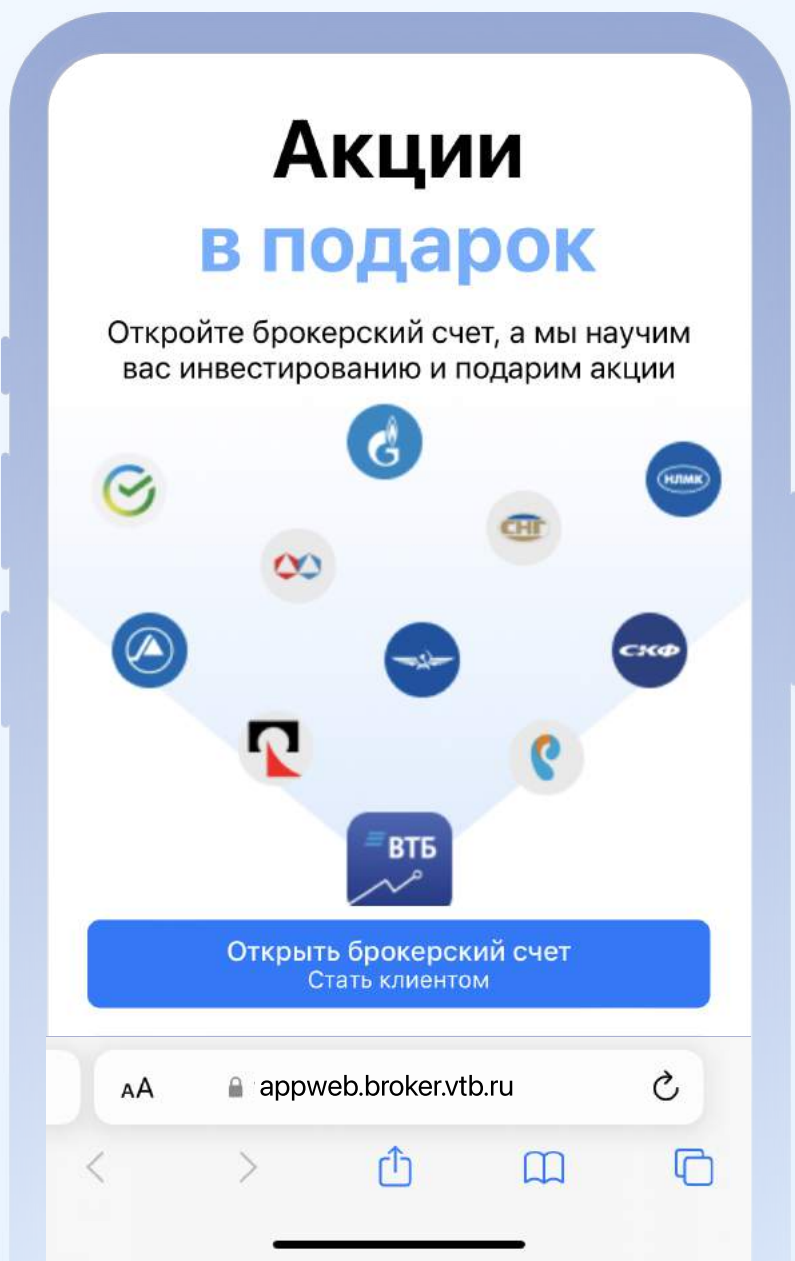 Акции
в подарок
Откройте брокерский счет, а мы научим
вас инвестированию и подарим акции
НЛМК
СНГ
СКФ
ВТБ
Открыть брокерский счет
Стать клиентом
AA appweb.broker.vtb.ru